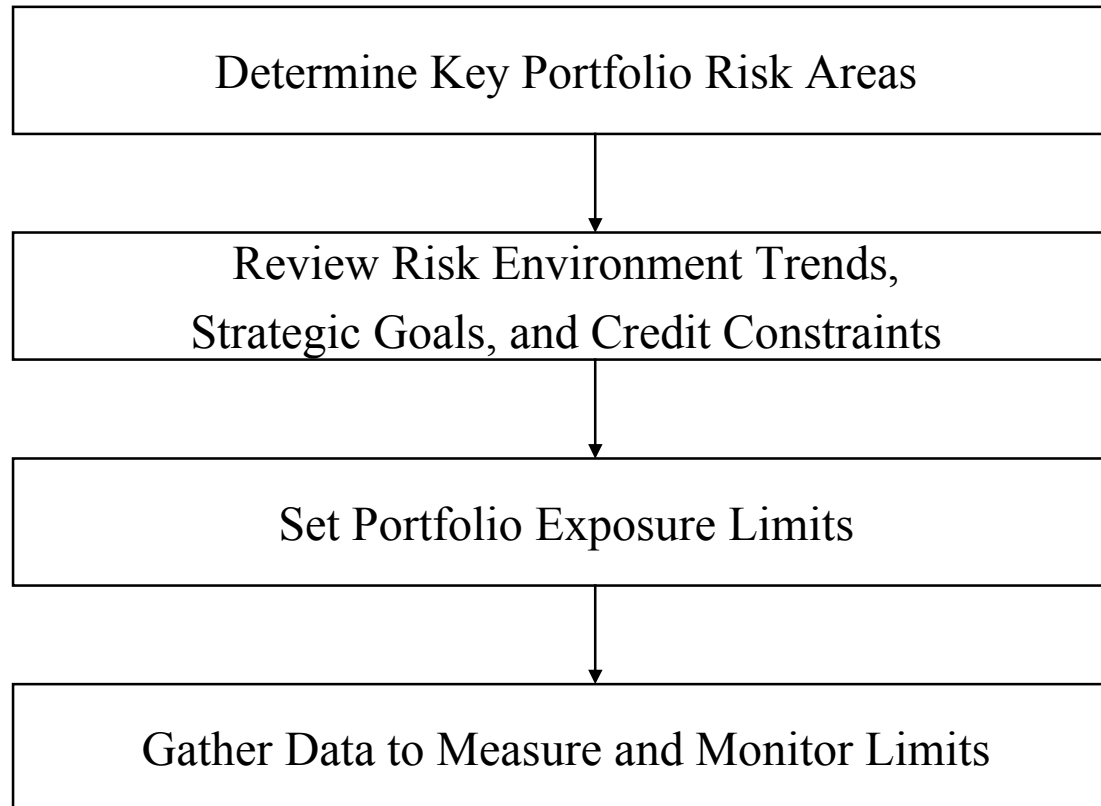 Determine Key Portfolio Risk Areas
Review Risk Environment Trends,
Strategic Goals, and Credit Constraints
Set Portfolio Exposure Limits
Gather Data to Measure and Monitor Limits